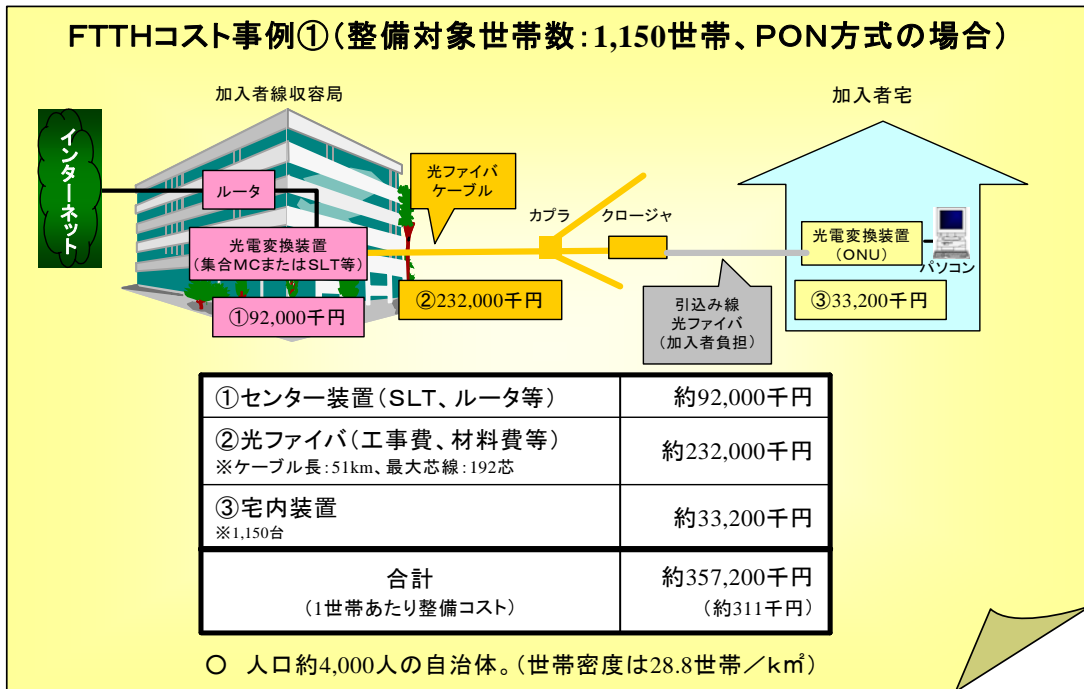 FTTHコスト事例①(整備対象世帯数:1,150世帯、PON方式の場合)
加入者線収容局
加入者宅
インターネット
ルータ
光ファイバ
ケーブル
カプラ
クロージャ
光電変換装置
(集合MCまたはSLT等)
光電変換装置
(ONU)
パソコン
①92,000千円
②232,000千円
③33,200千円
引込み線
光ファイバ
(加入者負担)
①センター装置(SLT、ルータ等)
約92,000千円
②光ファイバ(工事費、材料費等)
※ケーブル長:51km、最大芯線:192芯
約232,000千円
③宅内装置
※1,150台
約33,200千円
合計
(1世帯あたり整備コスト)
約357,200千円
(約311千円)
○ 人口約4,000人の自治体。(世帯密度は28.8世帯/k㎡)